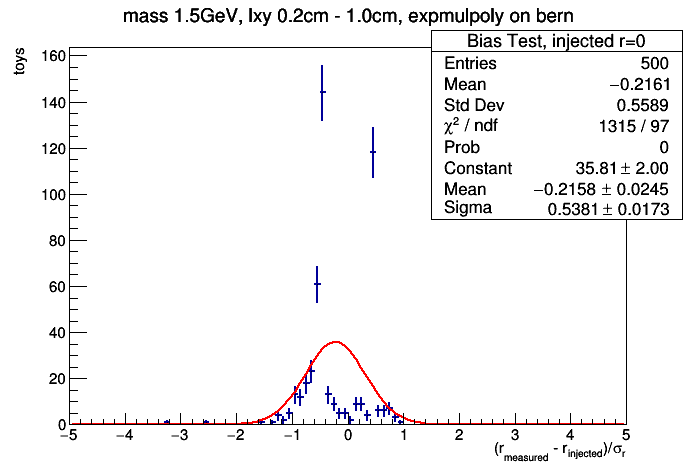 mass 1.5GeV, lxy 0.2cm - 1.0cm, expmulpoly on bern
Bias Test, injected r=0
Entries 500
Mean −0.2161
Std Dev 0.5589
χ² / ndf 1315 / 97
Prob 0
Constant 35.81 ± 2.00
Mean −0.2158 ± 0.0245
Sigma 0.5381 ± 0.0173
toys
160
140
120
100
80
60
40
20
0
−5 −4 −3 −2 −1 0 1 2 3 4 5
(r_measured - r_injected)/σ_r